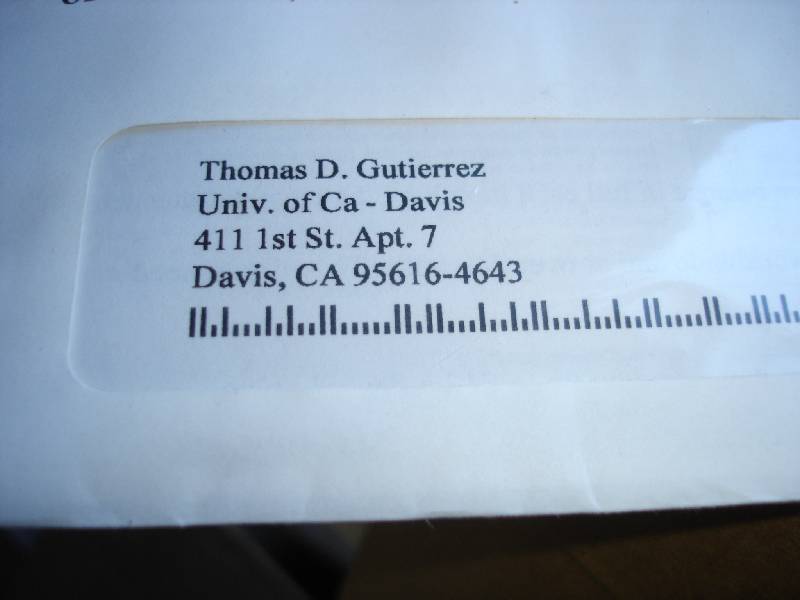 Thomas D. Gutierrez
Univ. of Ca - Davis
411 1st St. Apt. 7
Davis, CA 95616-4643